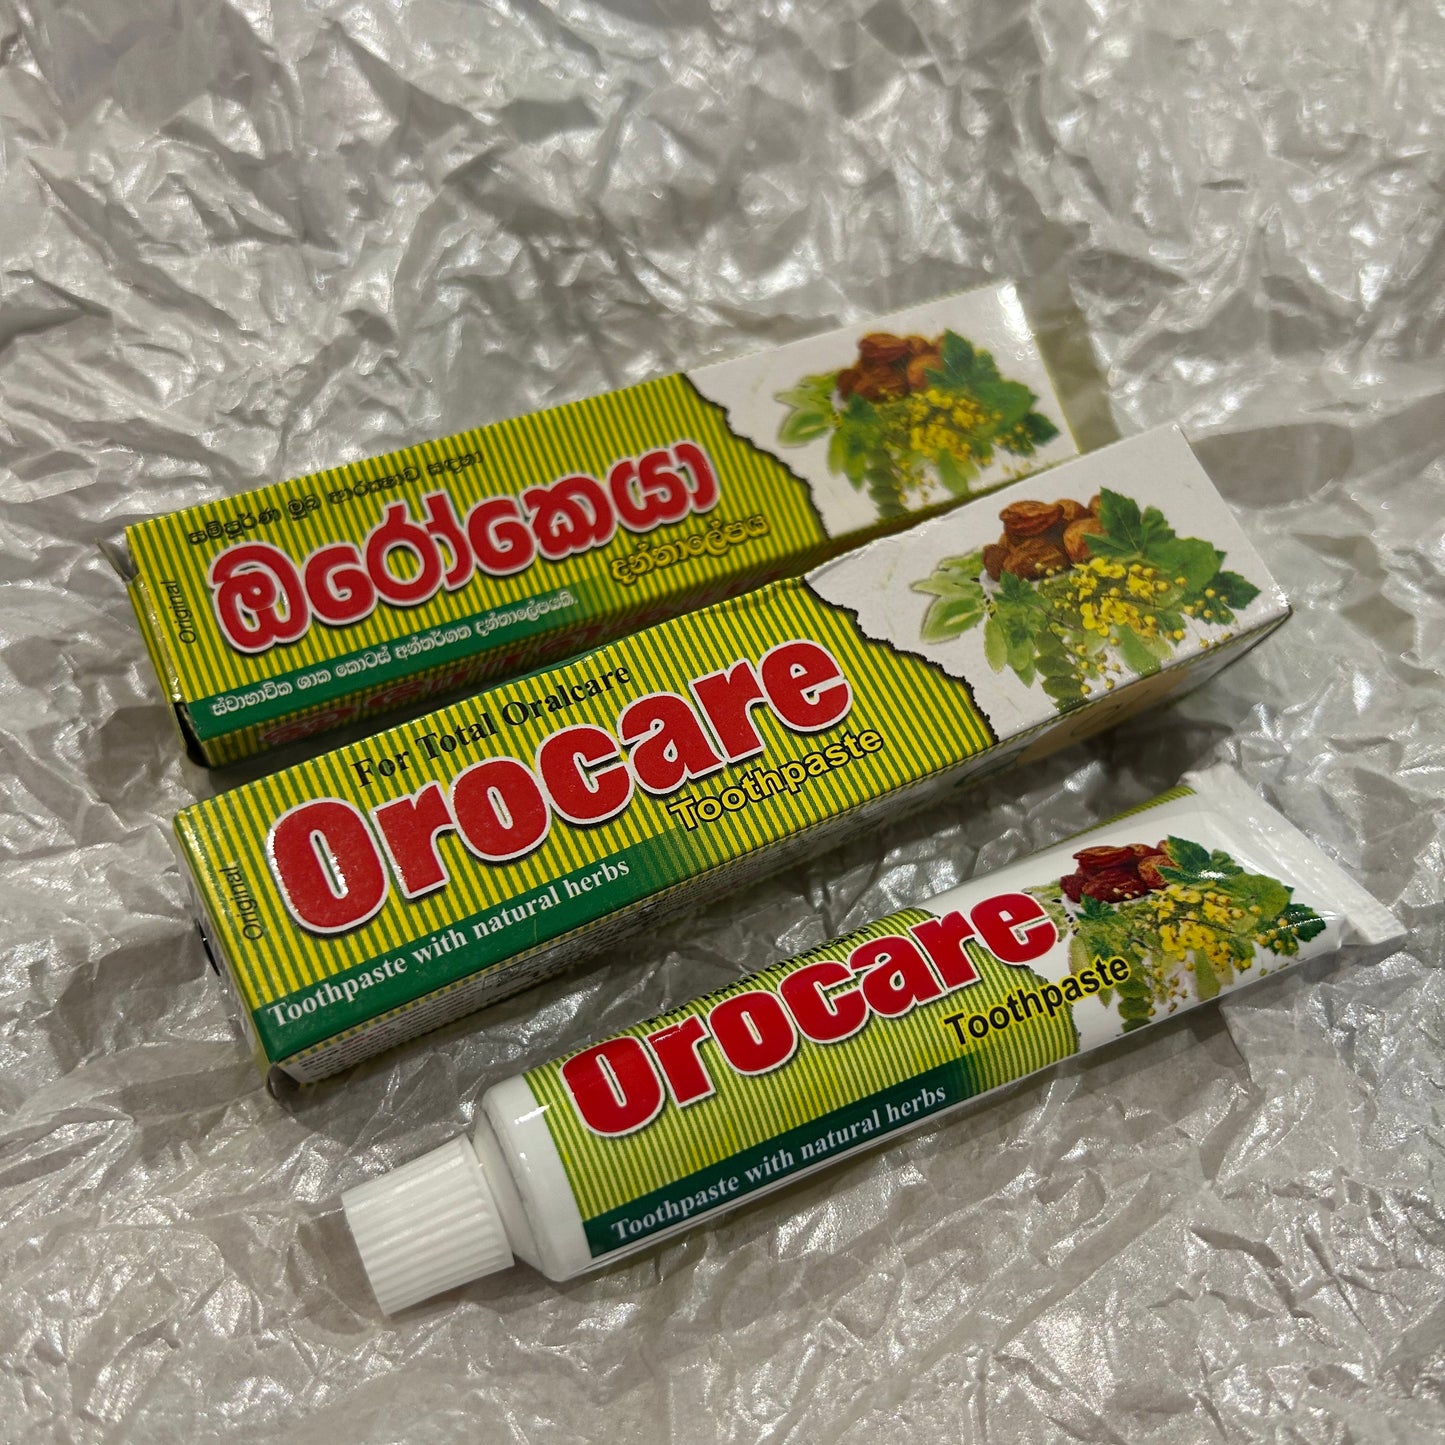 සම්පූර්ණ මුඛ ආරක්ෂාව සඳහා
Original
ඔරෝකෙයා
දන්තාලේපය
ස්වාභාවික ශාක කොටස් අන්තර්ගත දන්තාලේපයකි.
For Total Oralcare
Original
Orocare
Toothpaste
Toothpaste with natural herbs
Orocare
Toothpaste
Toothpaste with natural herbs